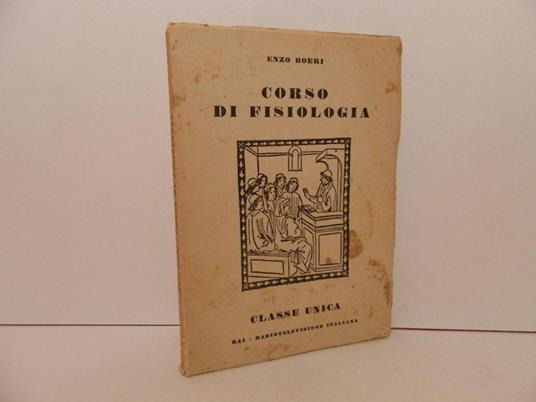 ENZO BOERI
CORSO
DI FISIOLOGIA
CLASSE UNICA
RAI - RADIOTELEVISIONE ITALIANA